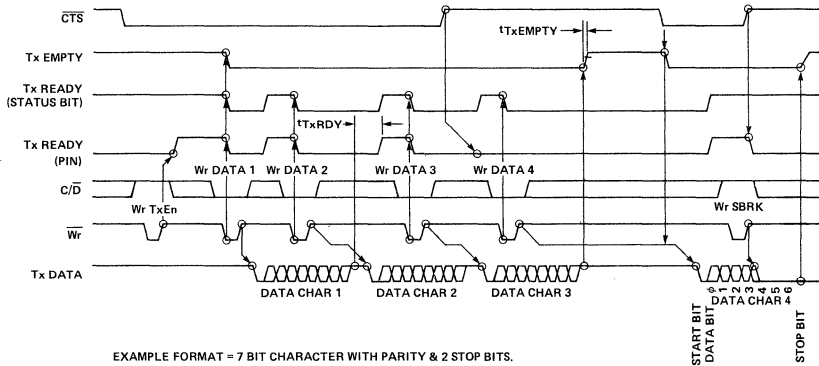 CTS
tTxEMPTY
Tx EMPTY
Tx READY
(STATUS BIT)
tTxRDY
Tx READY
(PIN)
Wr DATA 1
Wr DATA 2
Wr DATA 3
Wr DATA 4
C/D
Wr TxEn
Wr SBRK
Wr
Tx DATA
DATA CHAR 1
DATA CHAR 2
DATA CHAR 3
START BIT
DATA BIT
ϕ
1
2
3
4
5
6
DATA CHAR 4
STOP BIT
EXAMPLE FORMAT = 7 BIT CHARACTER WITH PARITY & 2 STOP BITS.